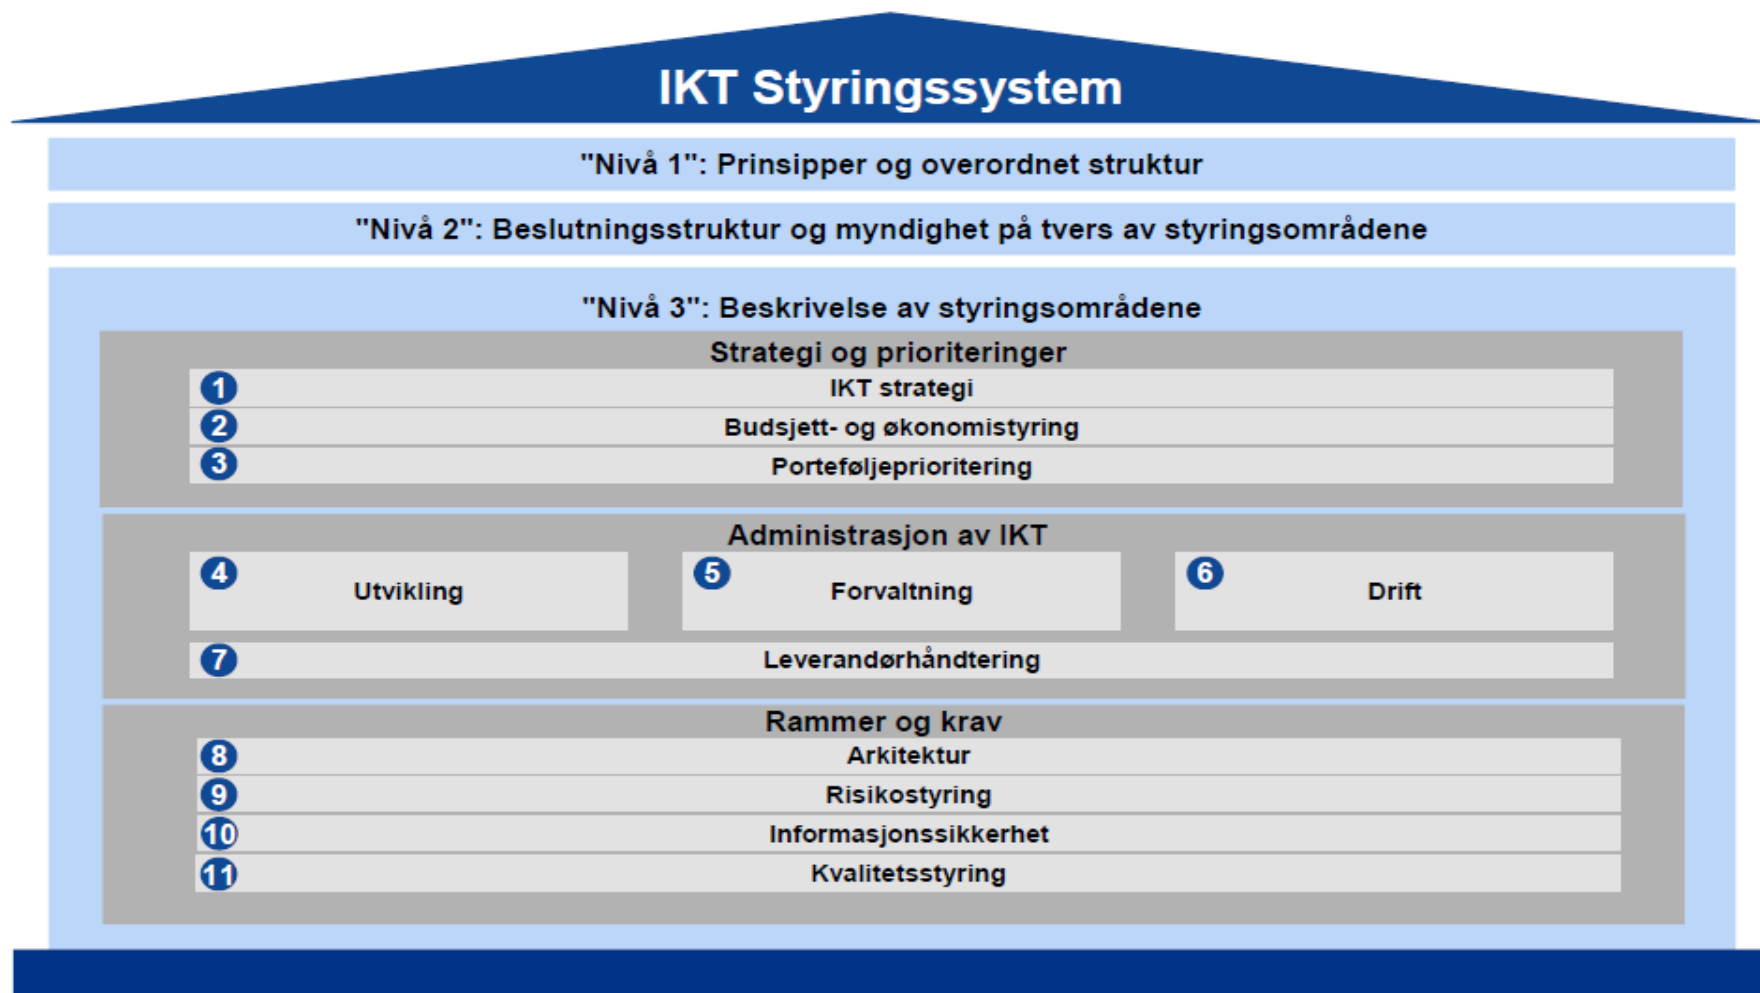 IKT Styringssystem
"Nivå 1": Prinsipper og overordnet struktur
"Nivå 2": Beslutningsstruktur og myndighet på tvers av styringsområdene
"Nivå 3": Beskrivelse av styringsområdene
Strategi og prioriteringer
1 IKT strategi
2 Budsjett- og økonomistyring
3 Porteføljeprioritering
Administrasjon av IKT
4 Utvikling
5 Forvaltning
6 Drift
7 Leverandørhåndtering
Rammer og krav
8 Arkitektur
9 Risikostyring
10 Informasjonssikkerhet
11 Kvalitetsstyring